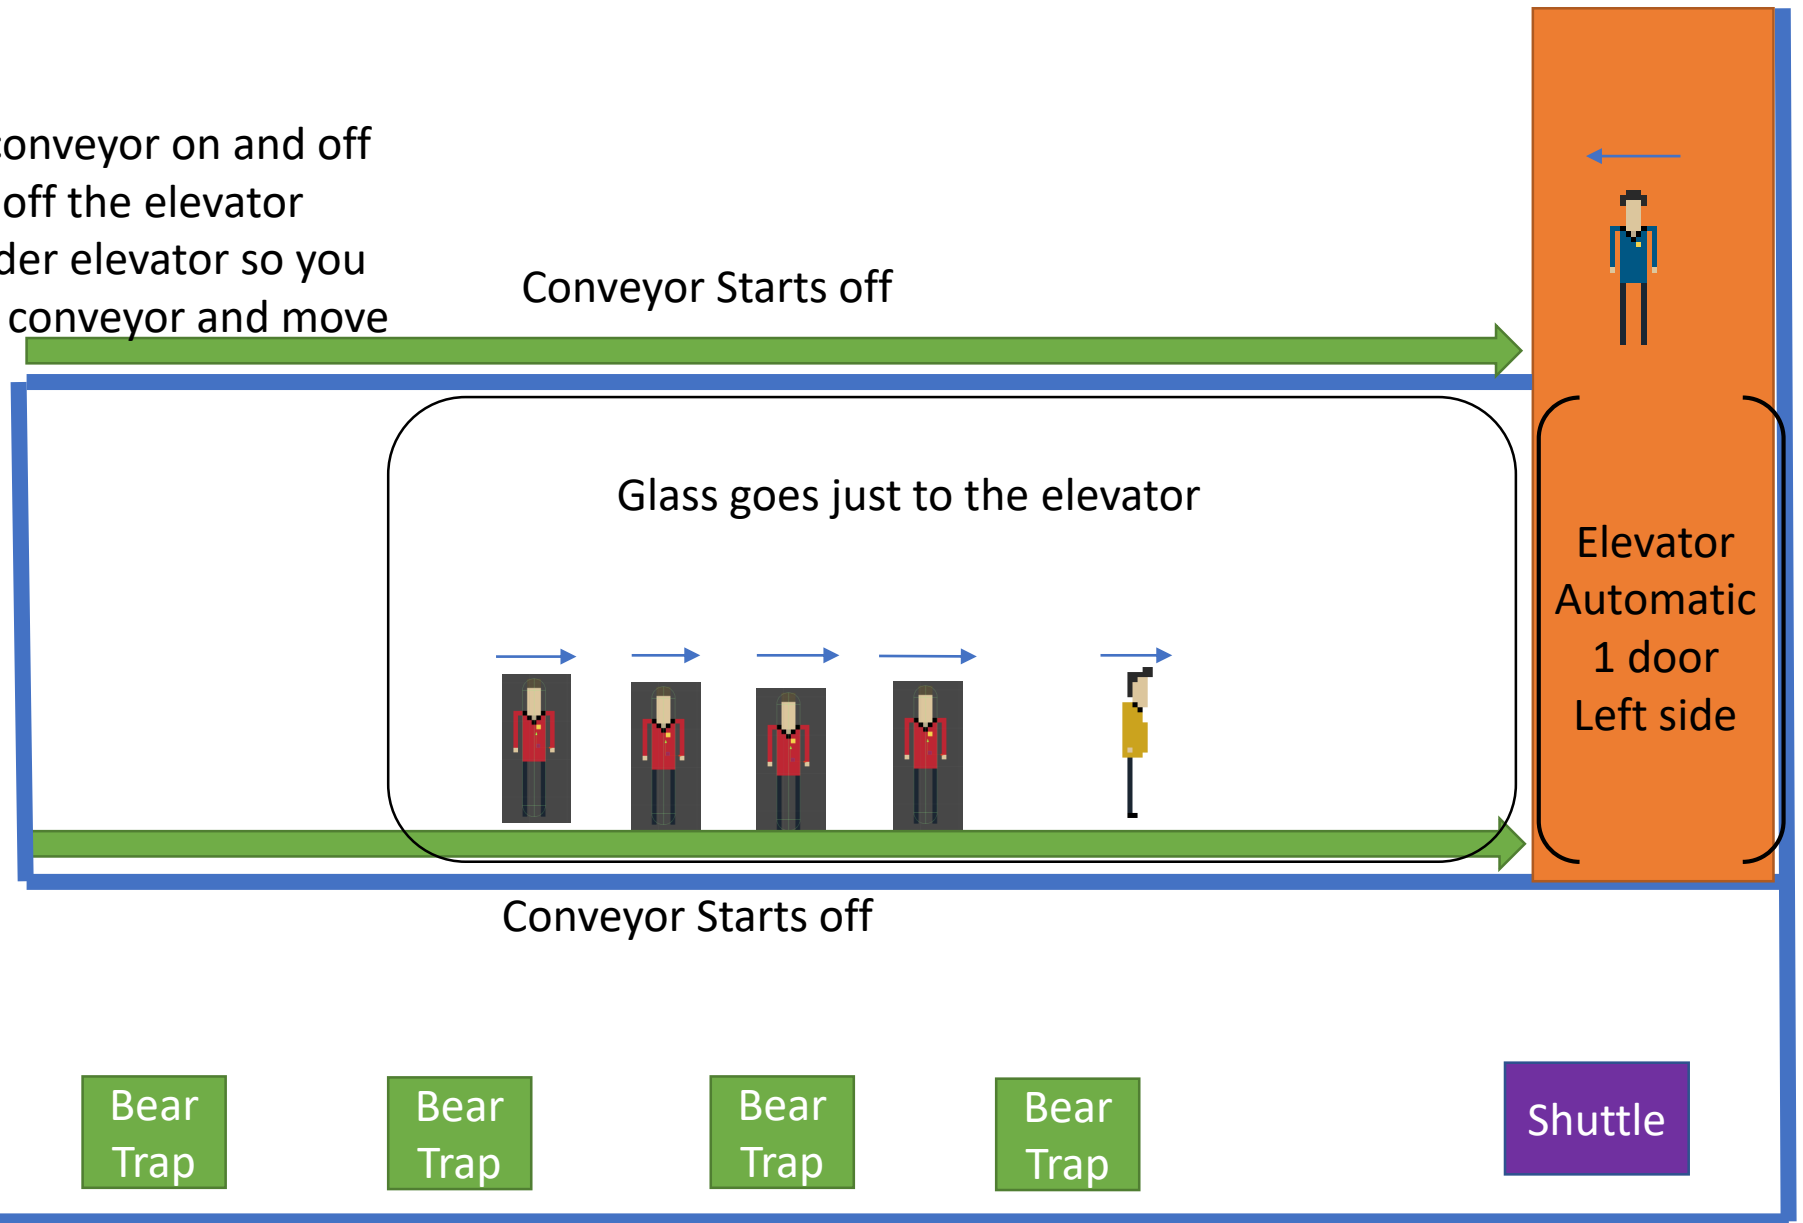 conveyor on and off
off the elevator
der elevator so you
conveyor and move
Conveyor Starts off
Glass goes just to the elevator
Elevator
Automatic
1 door
Left side
Conveyor Starts off
Bear
Trap
Bear
Trap
Bear
Trap
Bear
Trap
Shuttle